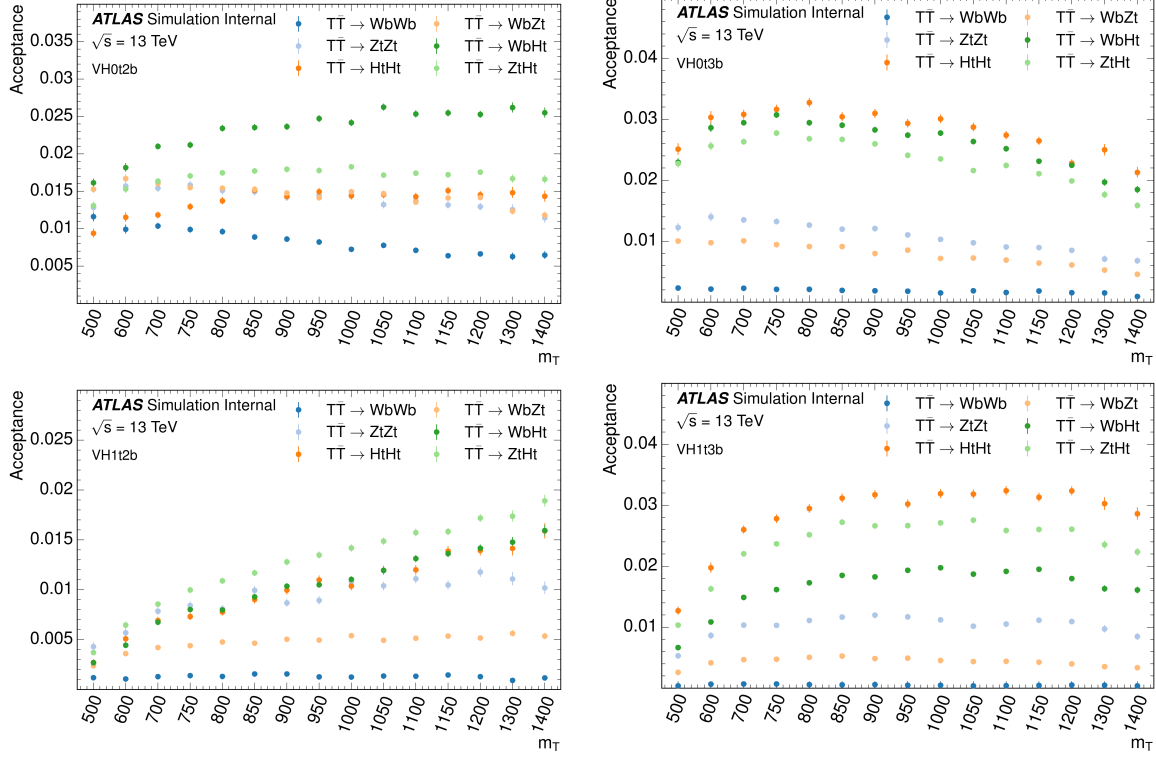 ATLAS Simulation Internal
√s = 13 TeV
VH0t2b
TT̄ → WbWb
TT̄ → ZtZt
TT̄ → HtHt
TT̄ → WbZt
TT̄ → WbHt
TT̄ → ZtHt
Acceptance
0.035
0.03
0.025
0.02
0.015
0.01
0.005
500 600 700 750 800 850 900 950 1000 1050 1100 1150 1200 1300 1400
m_T
ATLAS Simulation Internal
√s = 13 TeV
VH0t3b
TT̄ → WbWb
TT̄ → ZtZt
TT̄ → HtHt
TT̄ → WbZt
TT̄ → WbHt
TT̄ → ZtHt
Acceptance
0.04
0.03
0.02
0.01
500 600 700 750 800 850 900 950 1000 1050 1100 1150 1200 1300 1400
m_T
ATLAS Simulation Internal
√s = 13 TeV
VH1t2b
TT̄ → WbWb
TT̄ → ZtZt
TT̄ → HtHt
TT̄ → WbZt
TT̄ → WbHt
TT̄ → ZtHt
Acceptance
0.025
0.02
0.015
0.01
0.005
500 600 700 750 800 850 900 950 1000 1050 1100 1150 1200 1300 1400
m_T
ATLAS Simulation Internal
√s = 13 TeV
VH1t3b
TT̄ → WbWb
TT̄ → ZtZt
TT̄ → HtHt
TT̄ → WbZt
TT̄ → WbHt
TT̄ → ZtHt
Acceptance
0.04
0.03
0.02
0.01
500 600 700 750 800 850 900 950 1000 1050 1100 1150 1200 1300 1400
m_T